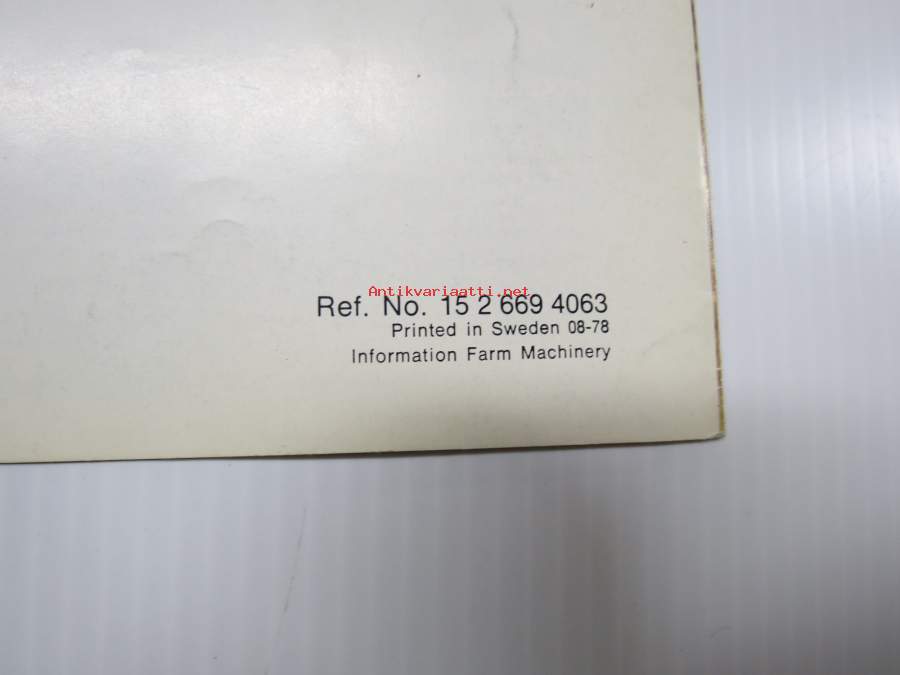 Antikvariaatti.net
Ref. No. 15 2 669 4063
Printed in Sweden 08-78
Information Farm Machinery